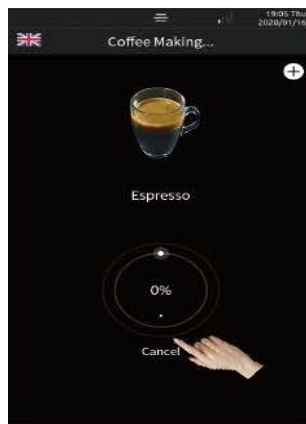 19:05 Thu
2020/01/16
Coffee Making...
Espresso
0%
Cancel